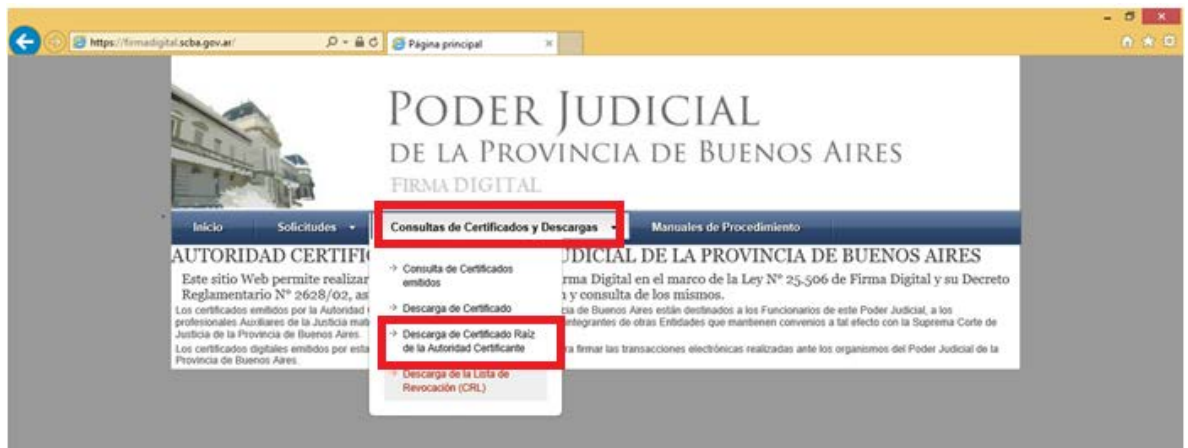 https://firmadigital.scba.gov.ar/
Página principal
PODER JUDICIAL
DE LA PROVINCIA DE BUENOS AIRES
FIRMA DIGITAL
Inicio Solicitudes Consultas de Certificados y Descargas Manuales de Procedimiento
AUTORIDAD CERTIFI UDICIAL DE LA PROVINCIA DE BUENOS AIRES
Este sitio Web permite realizar rma Digital en el marco de la Ley Nº 25.506 de Firma Digital y su Decreto
Reglamentario Nº 2628/02, as n y consulta de los mismos.
Los certificados emitidos por la Autoridad cia de Buenos Aires están destinados a los Funcionarios de este Poder Judicial, a los
profesionales Auxiliares de la Justicia mat integrantes de otras Entidades que mantienen convenios a tal efecto con la Suprema Corte de
Justicia de la Provincia de Buenos Aires.
Los certificados digitales emitidos por esta ra firmar las transacciones electrónicas realizadas ante los organismos del Poder Judicial de la
Provincia de Buenos Aires.
Consulta de Certificados
emitidos
Descarga de Certificado
Descarga de Certificado Raíz
de la Autoridad Certificante
Descarga de la Lista de
Revocación (CRL)